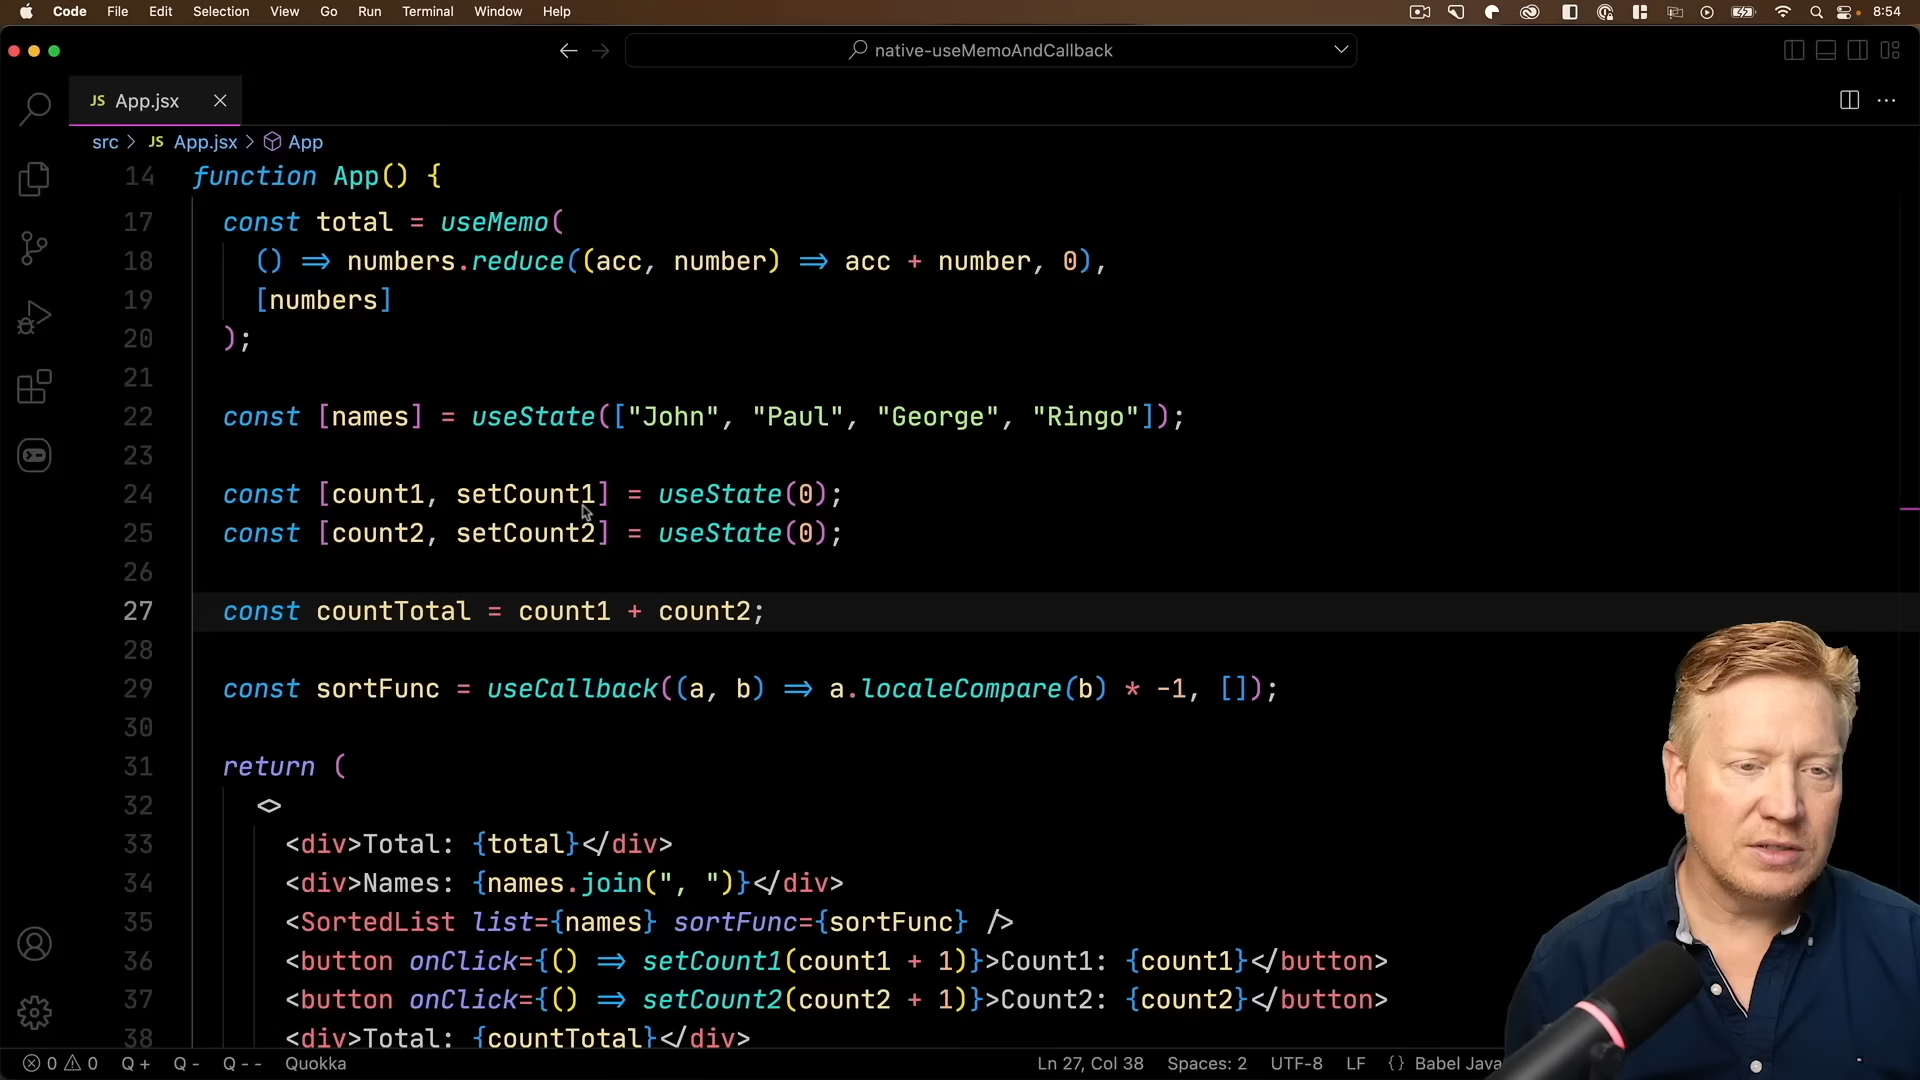 Code File Edit Selection View Go Run Terminal Window Help 8:54
native-useMemoAndCallback
JS App.jsx
src > JS App.jsx > App
14 function App() {
17 const total = useMemo(
18 () => numbers.reduce((acc, number) => acc + number, 0),
19 [numbers]
20 );
21
22 const [names] = useState(["John", "Paul", "George", "Ringo"]);
23
24 const [count1, setCount1] = useState(0);
25 const [count2, setCount2] = useState(0);
26
27 const countTotal = count1 + count2;
28
29 const sortFunc = useCallback((a, b) => a.localeCompare(b) * -1, []);
30
31 return (
32 <>
33 <div>Total: {total}</div>
34 <div>Names: {names.join(", ")}</div>
35 <SortedList list={names} sortFunc={sortFunc} />
36 <button onClick={() => setCount1(count1 + 1)}>Count1: {count1}</button>
37 <button onClick={() => setCount2(count2 + 1)}>Count2: {count2}</button>
38 <div>Total: {countTotal}</div>
0 0 Q + Q - Q - - Quokka Ln 27, Col 38 Spaces: 2 UTF-8 LF {} Babel Java